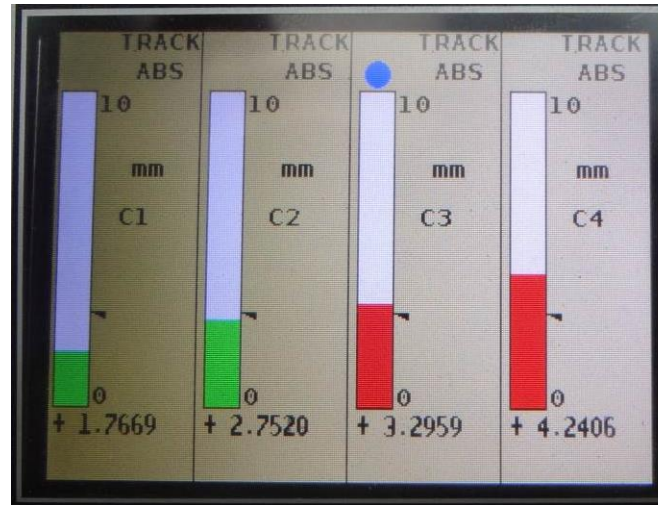 TRACK TRACK TRACK TRACK
ABS ABS ABS ABS
10 10 10 10
mm mm mm mm
C1 C2 C3 C4
0 0 0 0
+ 1.7669 + 2.7520 + 3.2959 + 4.2406